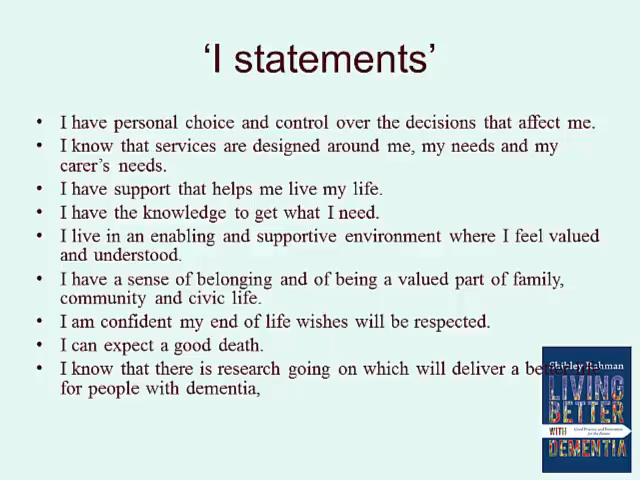 ‘I statements’
• I have personal choice and control over the decisions that affect me.
• I know that services are designed around me, my needs and my
carer’s needs.
• I have support that helps me live my life.
• I have the knowledge to get what I need.
• I live in an enabling and supportive environment where I feel valued
and understood.
• I have a sense of belonging and of being a valued part of family,
community and civic life.
• I am confident my end of life wishes will be respected.
• I can expect a good death.
• I know that there is research going on which will deliver a better
for people with dementia,
Shibley Rahman
LIVING
BETTER
WITH
DEMENTIA